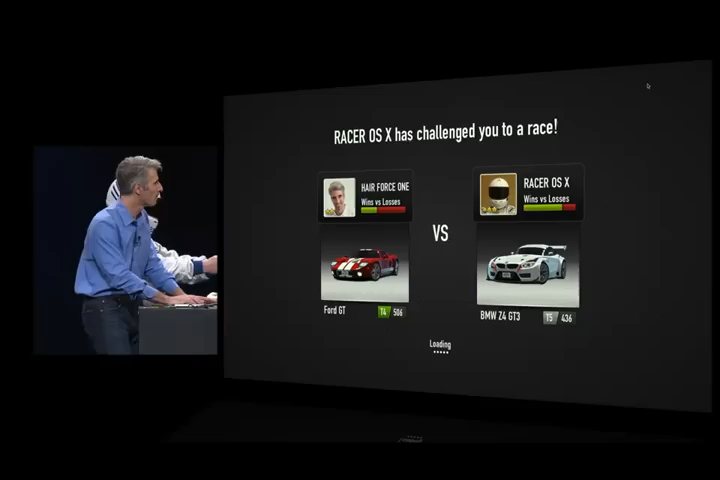 RACER OS X has challenged you to a race!
HAIR FORCE ONE
Wins vs Losses
RACER OS X
Wins vs Losses
VS
Ford GT
T4 506
BMW Z4 GT3
T5 436
Loading